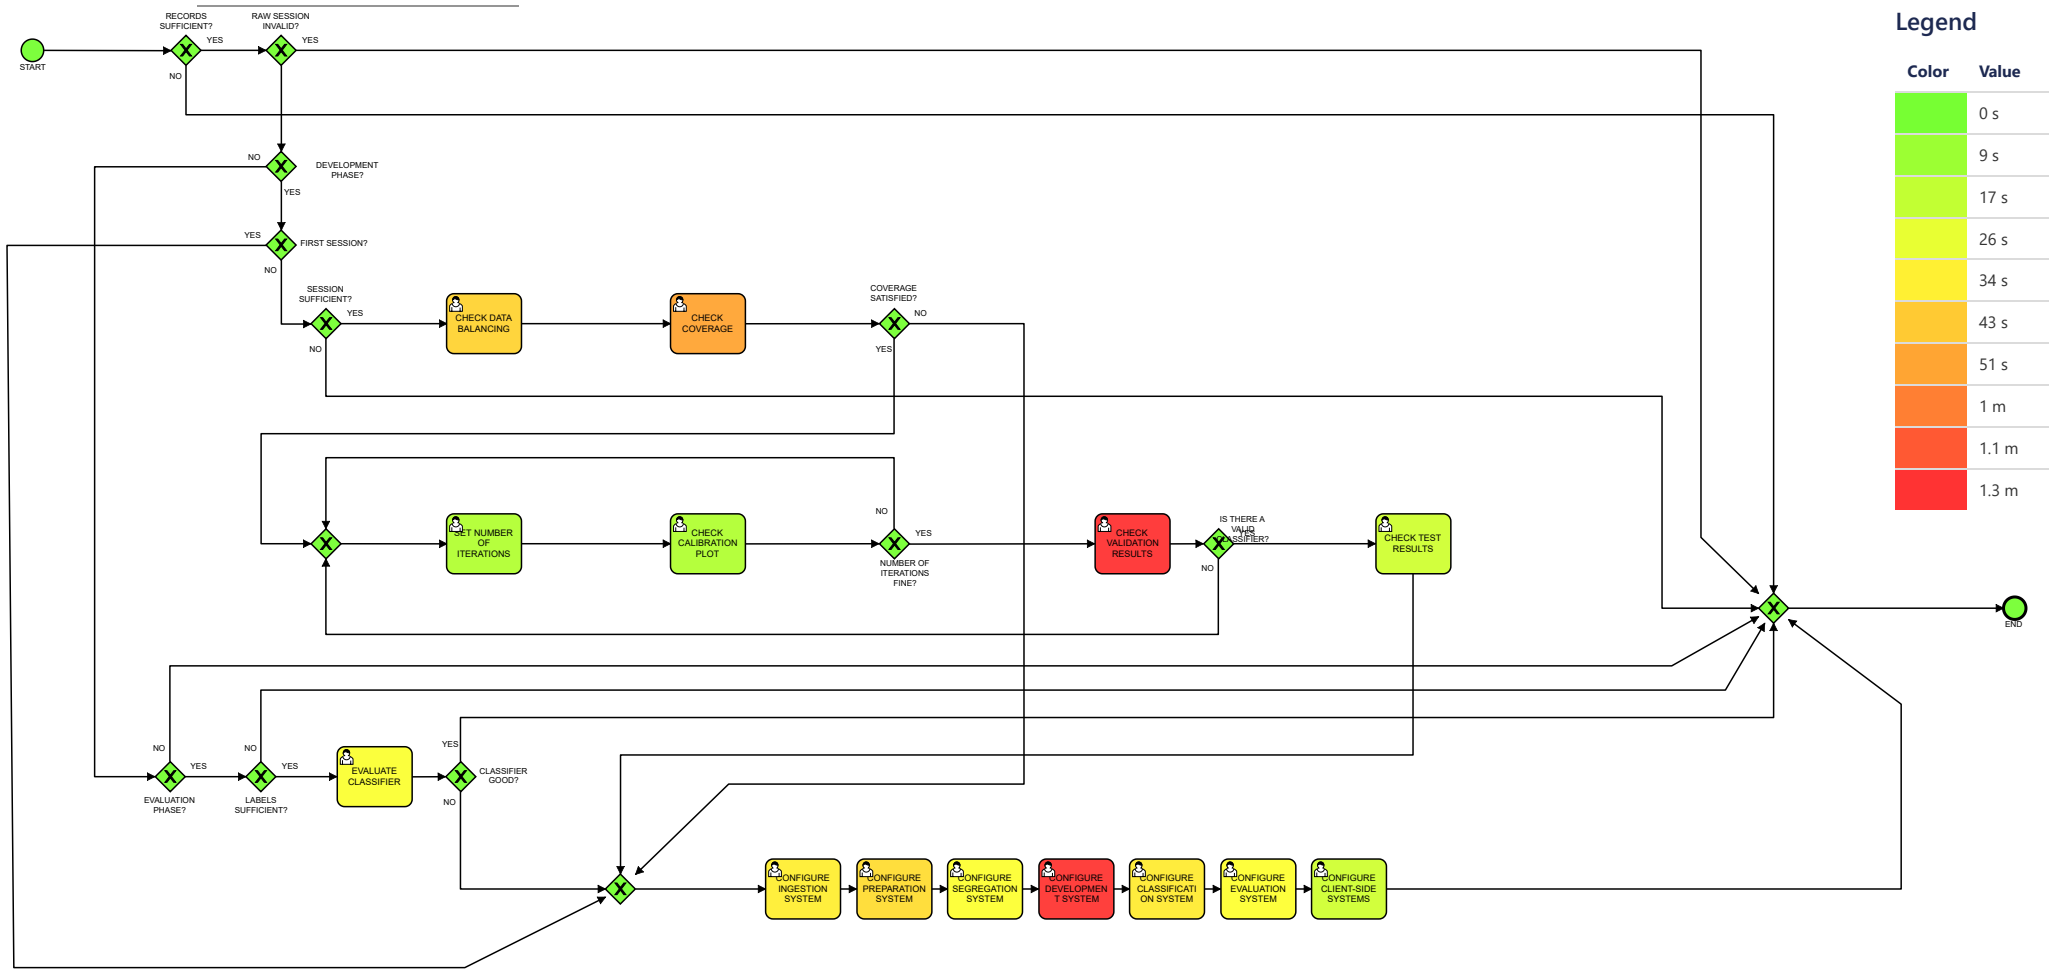 RECORDS
SUFFICIENT?
RAW SESSION
INVALID?
YES
YES
START
NO
NO
DEVELOPMENT
PHASE?
YES
YES
FIRST SESSION?
NO
SESSION
SUFFICIENT?
YES
NO
CHECK DATA
BALANCING
CHECK
COVERAGE
COVERAGE
SATISFIED?
NO
YES
SET NUMBER
OF
ITERATIONS
CHECK
CALIBRATION
PLOT
NO
YES
NUMBER OF
ITERATIONS
FINE?
CHECK
VALIDATION
RESULTS
IS THERE A
VALID
CLASSIFIER?
YES
NO
CHECK TEST
RESULTS
END
NO
YES
EVALUATION
PHASE?
NO
YES
LABELS
SUFFICIENT?
EVALUATE
CLASSIFIER
YES
CLASSIFIER
GOOD?
NO
CONFIGURE
INGESTION
SYSTEM
CONFIGURE
PREPARATION
SYSTEM
CONFIGURE
SEGREGATION
SYSTEM
CONFIGURE
DEVELOPMEN
T SYSTEM
CONFIGURE
CLASSIFICATI
ON SYSTEM
CONFIGURE
EVALUATION
SYSTEM
CONFIGURE
CLIENT-SIDE
SYSTEMS
Legend
Color Value
0 s
9 s
17 s
26 s
34 s
43 s
51 s
1 m
1.1 m
1.3 m